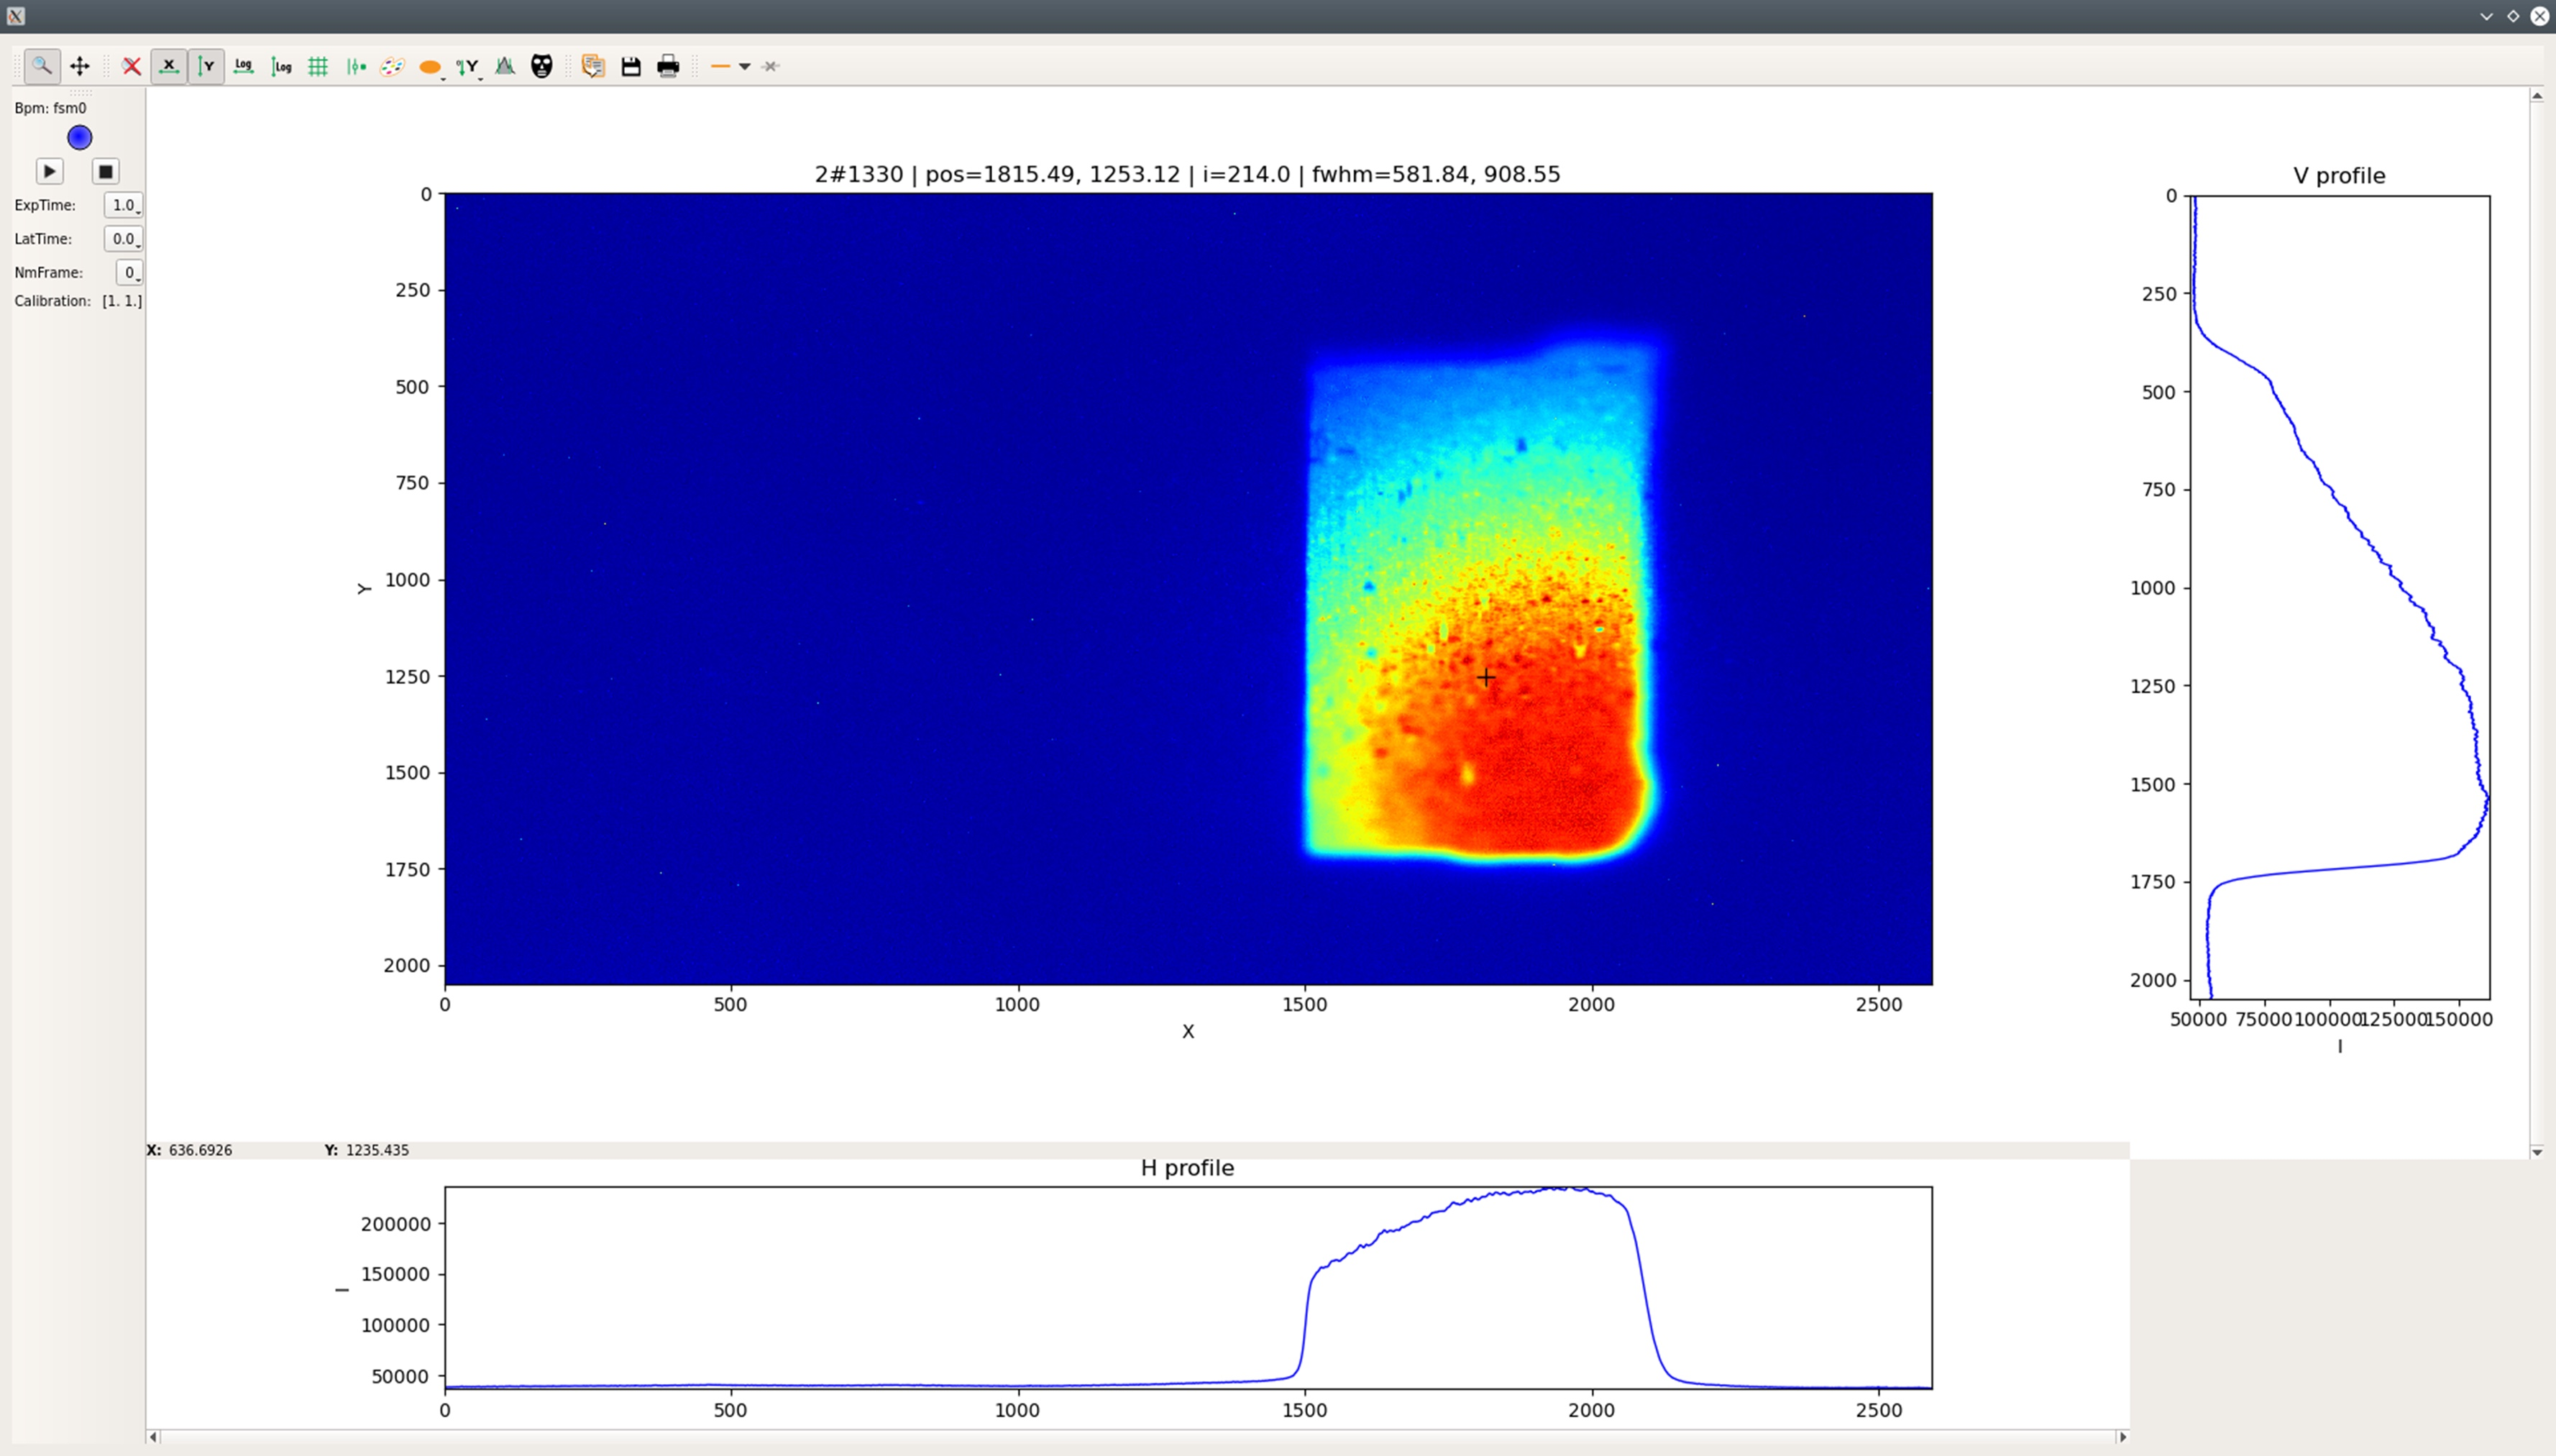 X Y Log Log Y
Bpm: fsm0
ExpTime: 1.0
LatTime: 0.0
NmFrame: 0
Calibration: [1. 1.]
2#1330 | pos=1815.49, 1253.12 | i=214.0 | fwhm=581.84, 908.55
0
250
500
750
1000
1250
1500
1750
2000
Y
0 500 1000 1500 2000 2500
X
V profile
0
250
500
750
1000
1250
1500
1750
2000
50000 75000 100000 125000 150000
I
X: 636.6926 Y: 1235.435
H profile
200000
150000
100000
50000
I
0 500 1000 1500 2000 2500